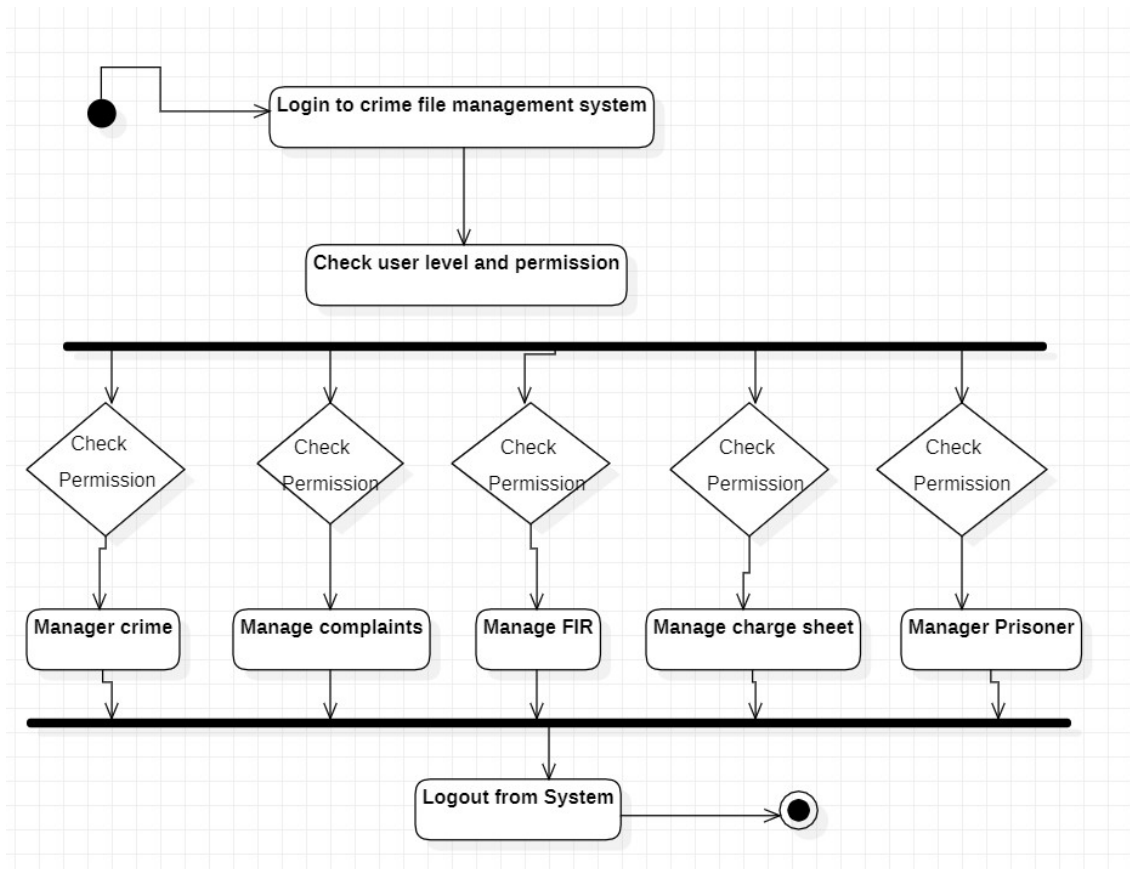 Login to crime file management system
Check user level and permission
Check
Permission
Check
Permission
Check
Permission
Check
Permission
Check
Permission
Manager crime
Manage complaints
Manage FIR
Manage charge sheet
Manager Prisoner
Logout from System